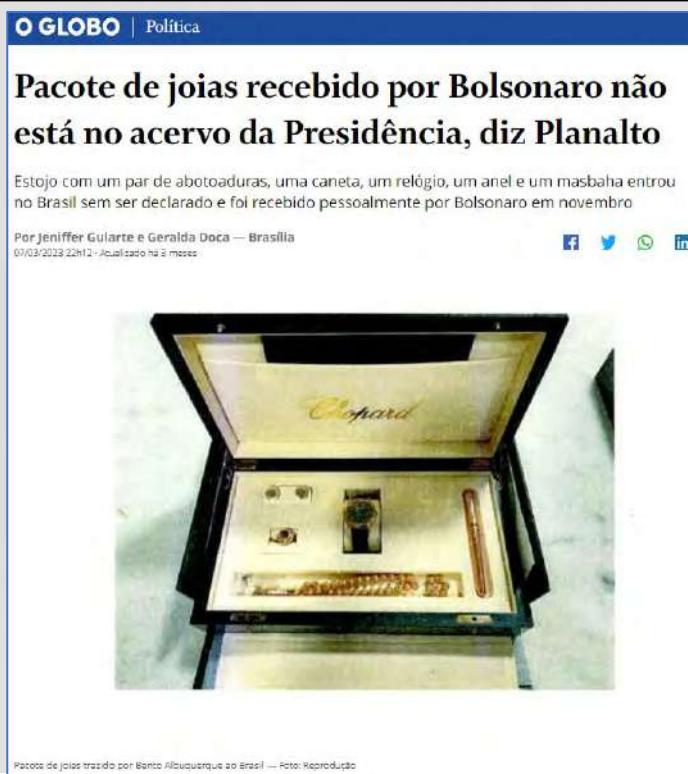 O GLOBO | Política
Pacote de joias recebido por Bolsonaro não
está no acervo da Presidência, diz Planalto
Estojo com um par de abotoaduras, uma caneta, um relógio, um anel e um masbaha entrou
no Brasil sem ser declarado e foi recebido pessoalmente por Bolsonaro em novembro
Por Jeniffer Gularte e Geralda Doca — Brasília
07/03/2023 22h12 · Atualizado há 3 meses
Chopard
Pacote de joias trazido por Bento Albuquerque ao Brasil — Foto: Reprodução